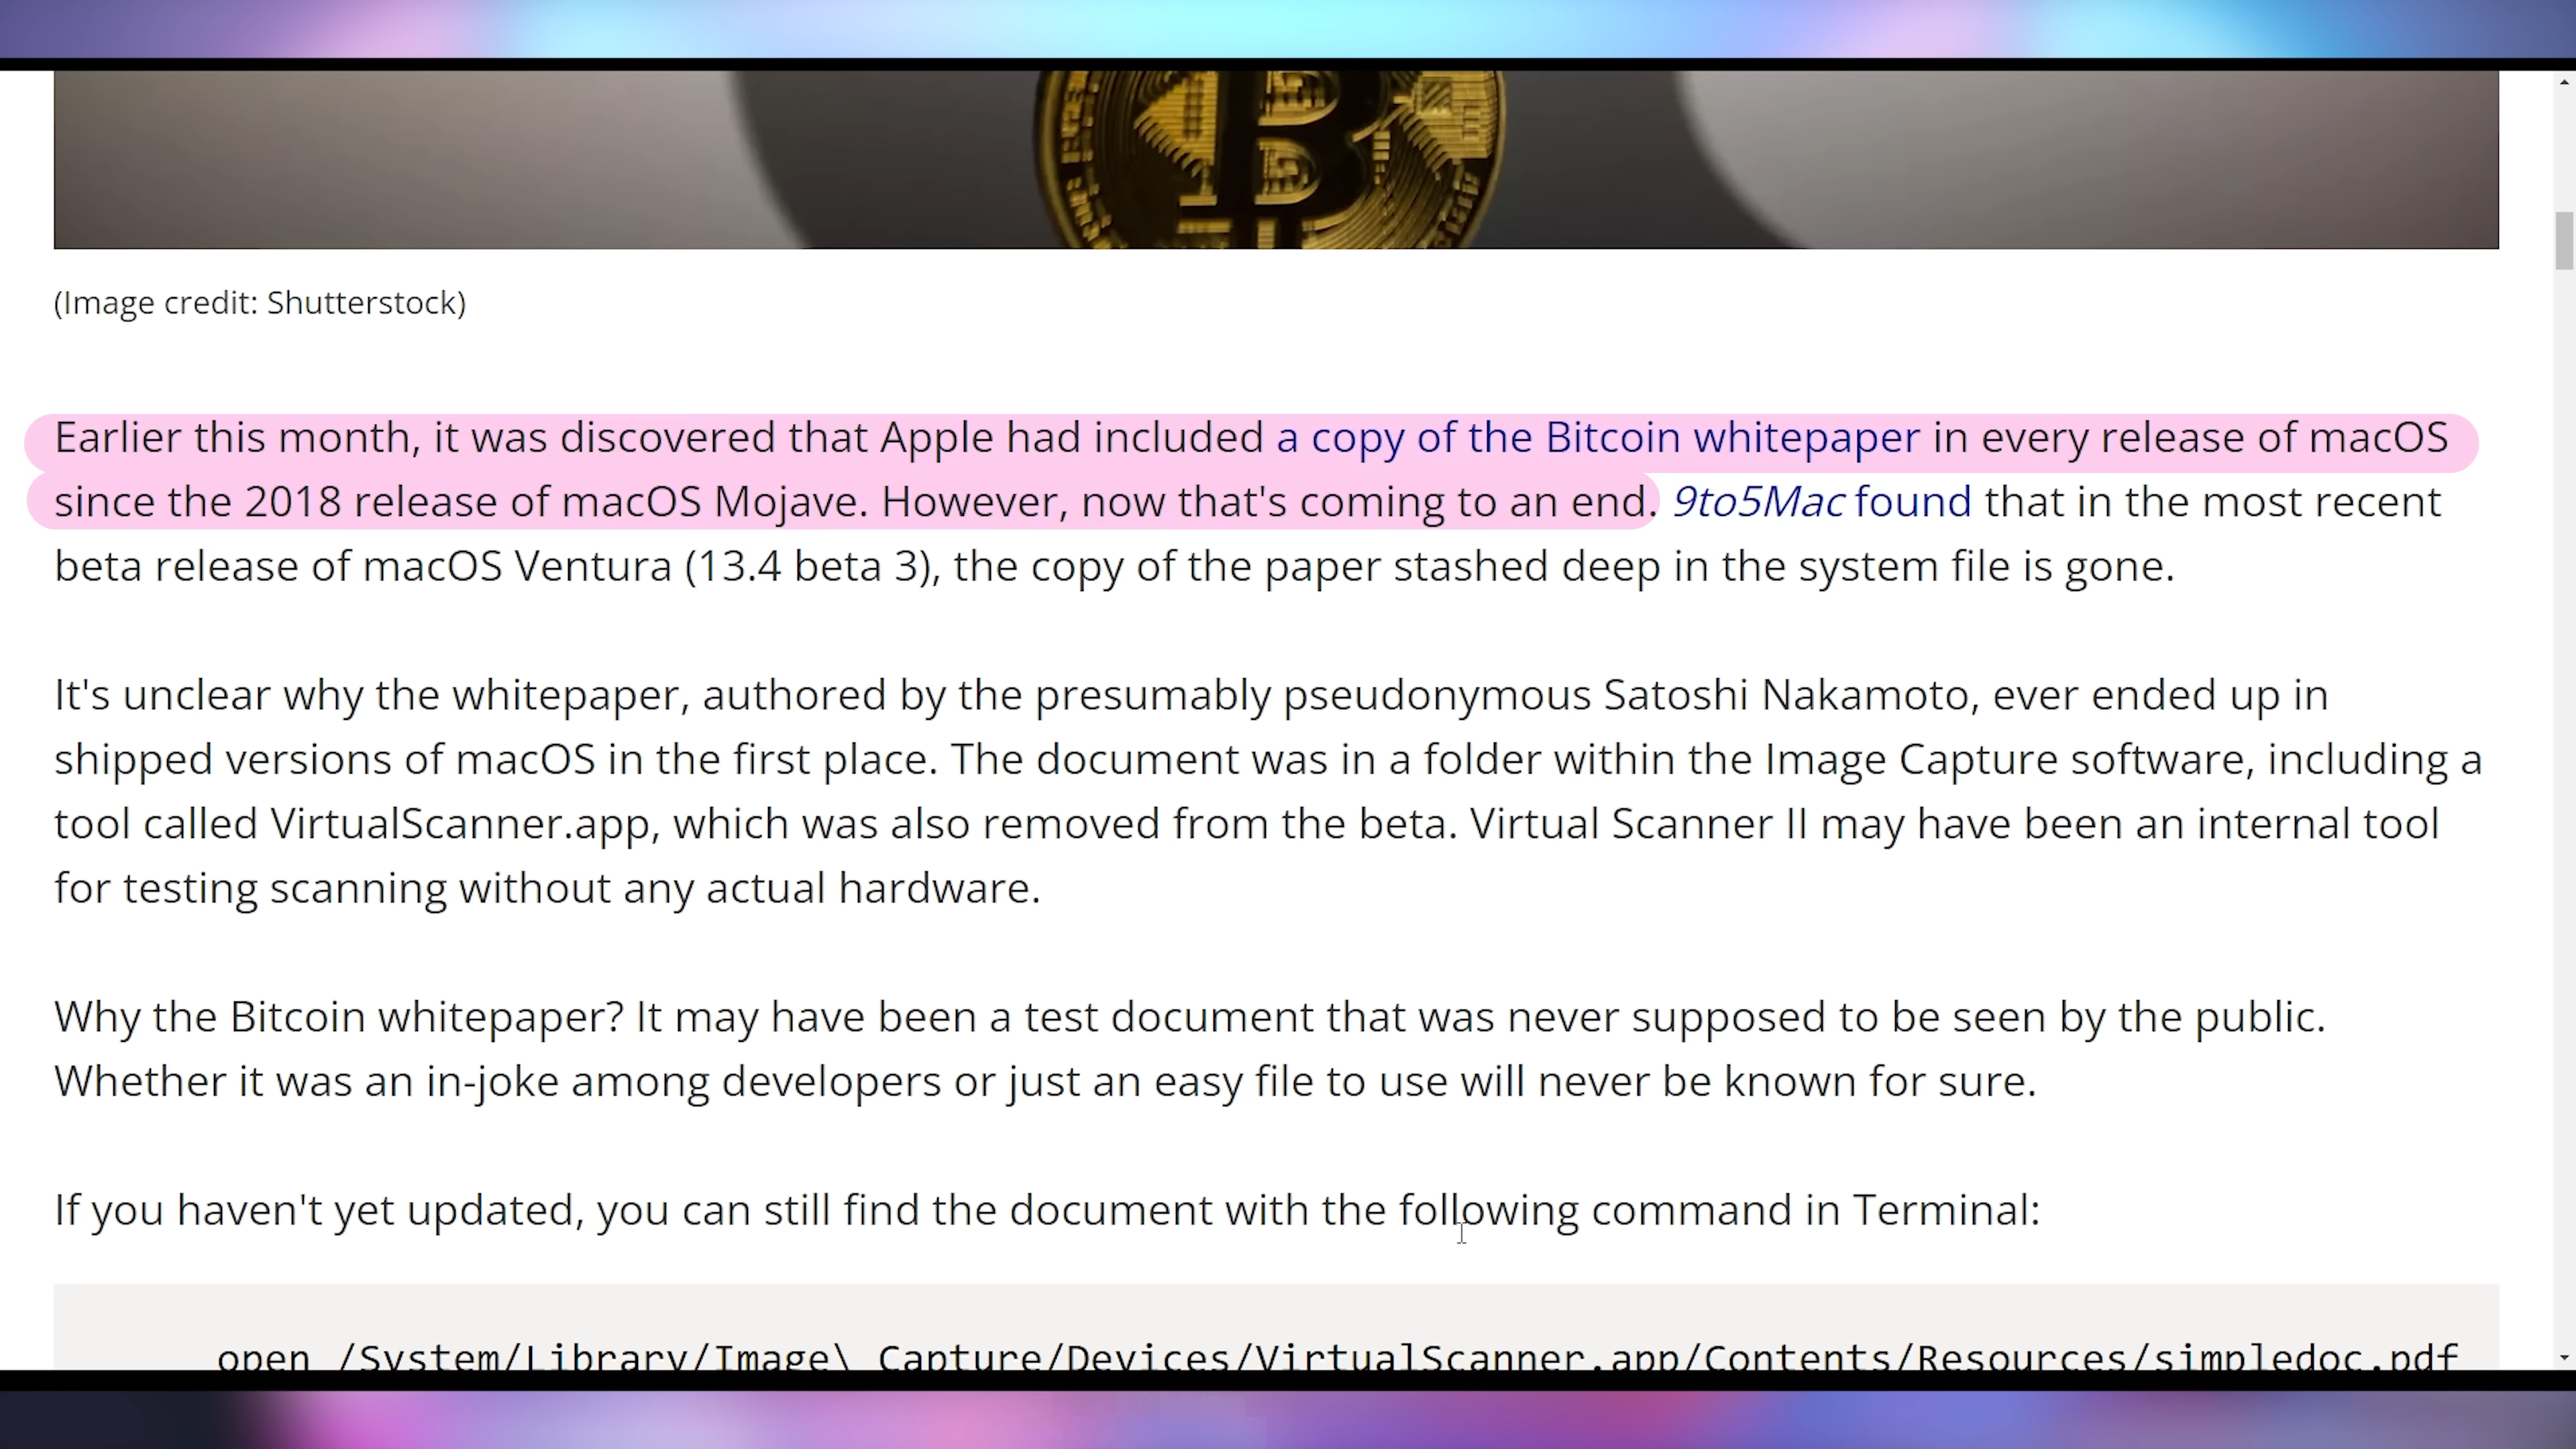 (Image credit: Shutterstock)
Earlier this month, it was discovered that Apple had included a copy of the Bitcoin whitepaper in every release of macOS
since the 2018 release of macOS Mojave. However, now that's coming to an end. 9to5Mac found that in the most recent
beta release of macOS Ventura (13.4 beta 3), the copy of the paper stashed deep in the system file is gone.
It's unclear why the whitepaper, authored by the presumably pseudonymous Satoshi Nakamoto, ever ended up in
shipped versions of macOS in the first place. The document was in a folder within the Image Capture software, including a
tool called VirtualScanner.app, which was also removed from the beta. Virtual Scanner II may have been an internal tool
for testing scanning without any actual hardware.
Why the Bitcoin whitepaper? It may have been a test document that was never supposed to be seen by the public.
Whether it was an in-joke among developers or just an easy file to use will never be known for sure.
If you haven't yet updated, you can still find the document with the following command in Terminal:
open /System/Library/Image\ Capture/Devices/VirtualScanner.app/Contents/Resources/simpledoc.pdf